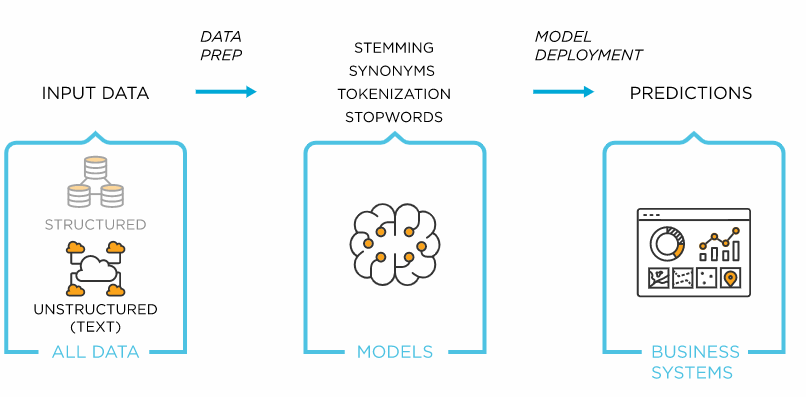 DATA
PREP
MODEL
DEPLOYMENT
INPUT DATA
STEMMING
SYNONYMS
TOKENIZATION
STOPWORDS
PREDICTIONS
STRUCTURED
UNSTRUCTURED
(TEXT)
ALL DATA
MODELS
BUSINESS
SYSTEMS